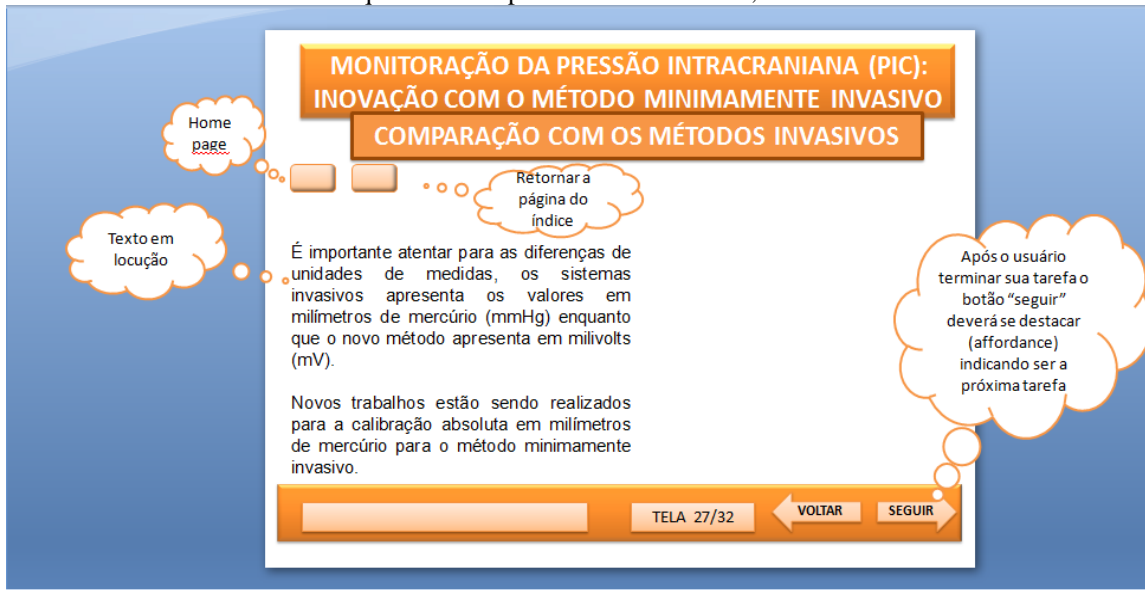 MONITORAÇÃO DA PRESSÃO INTRACRANIANA (PIC):
INOVAÇÃO COM O MÉTODO MINIMAMENTE INVASIVO
COMPARAÇÃO COM OS MÉTODOS INVASIVOS
Home
page
Retornar a
página do
índice
Texto em
locução
É importante atentar para as diferenças de
unidades de medidas, os sistemas
invasivos apresenta os valores em
milímetros de mercúrio (mmHg) enquanto
que o novo método apresenta em milivolts
(mV).
Novos trabalhos estão sendo realizados
para a calibração absoluta em milímetros
de mercúrio para o método minimamente
invasivo.
Após o usuário
terminar sua tarefa o
botão “seguir”
deverá se destacar
(affordance)
indicando ser a
próxima tarefa
TELA 27/32
VOLTAR
SEGUIR